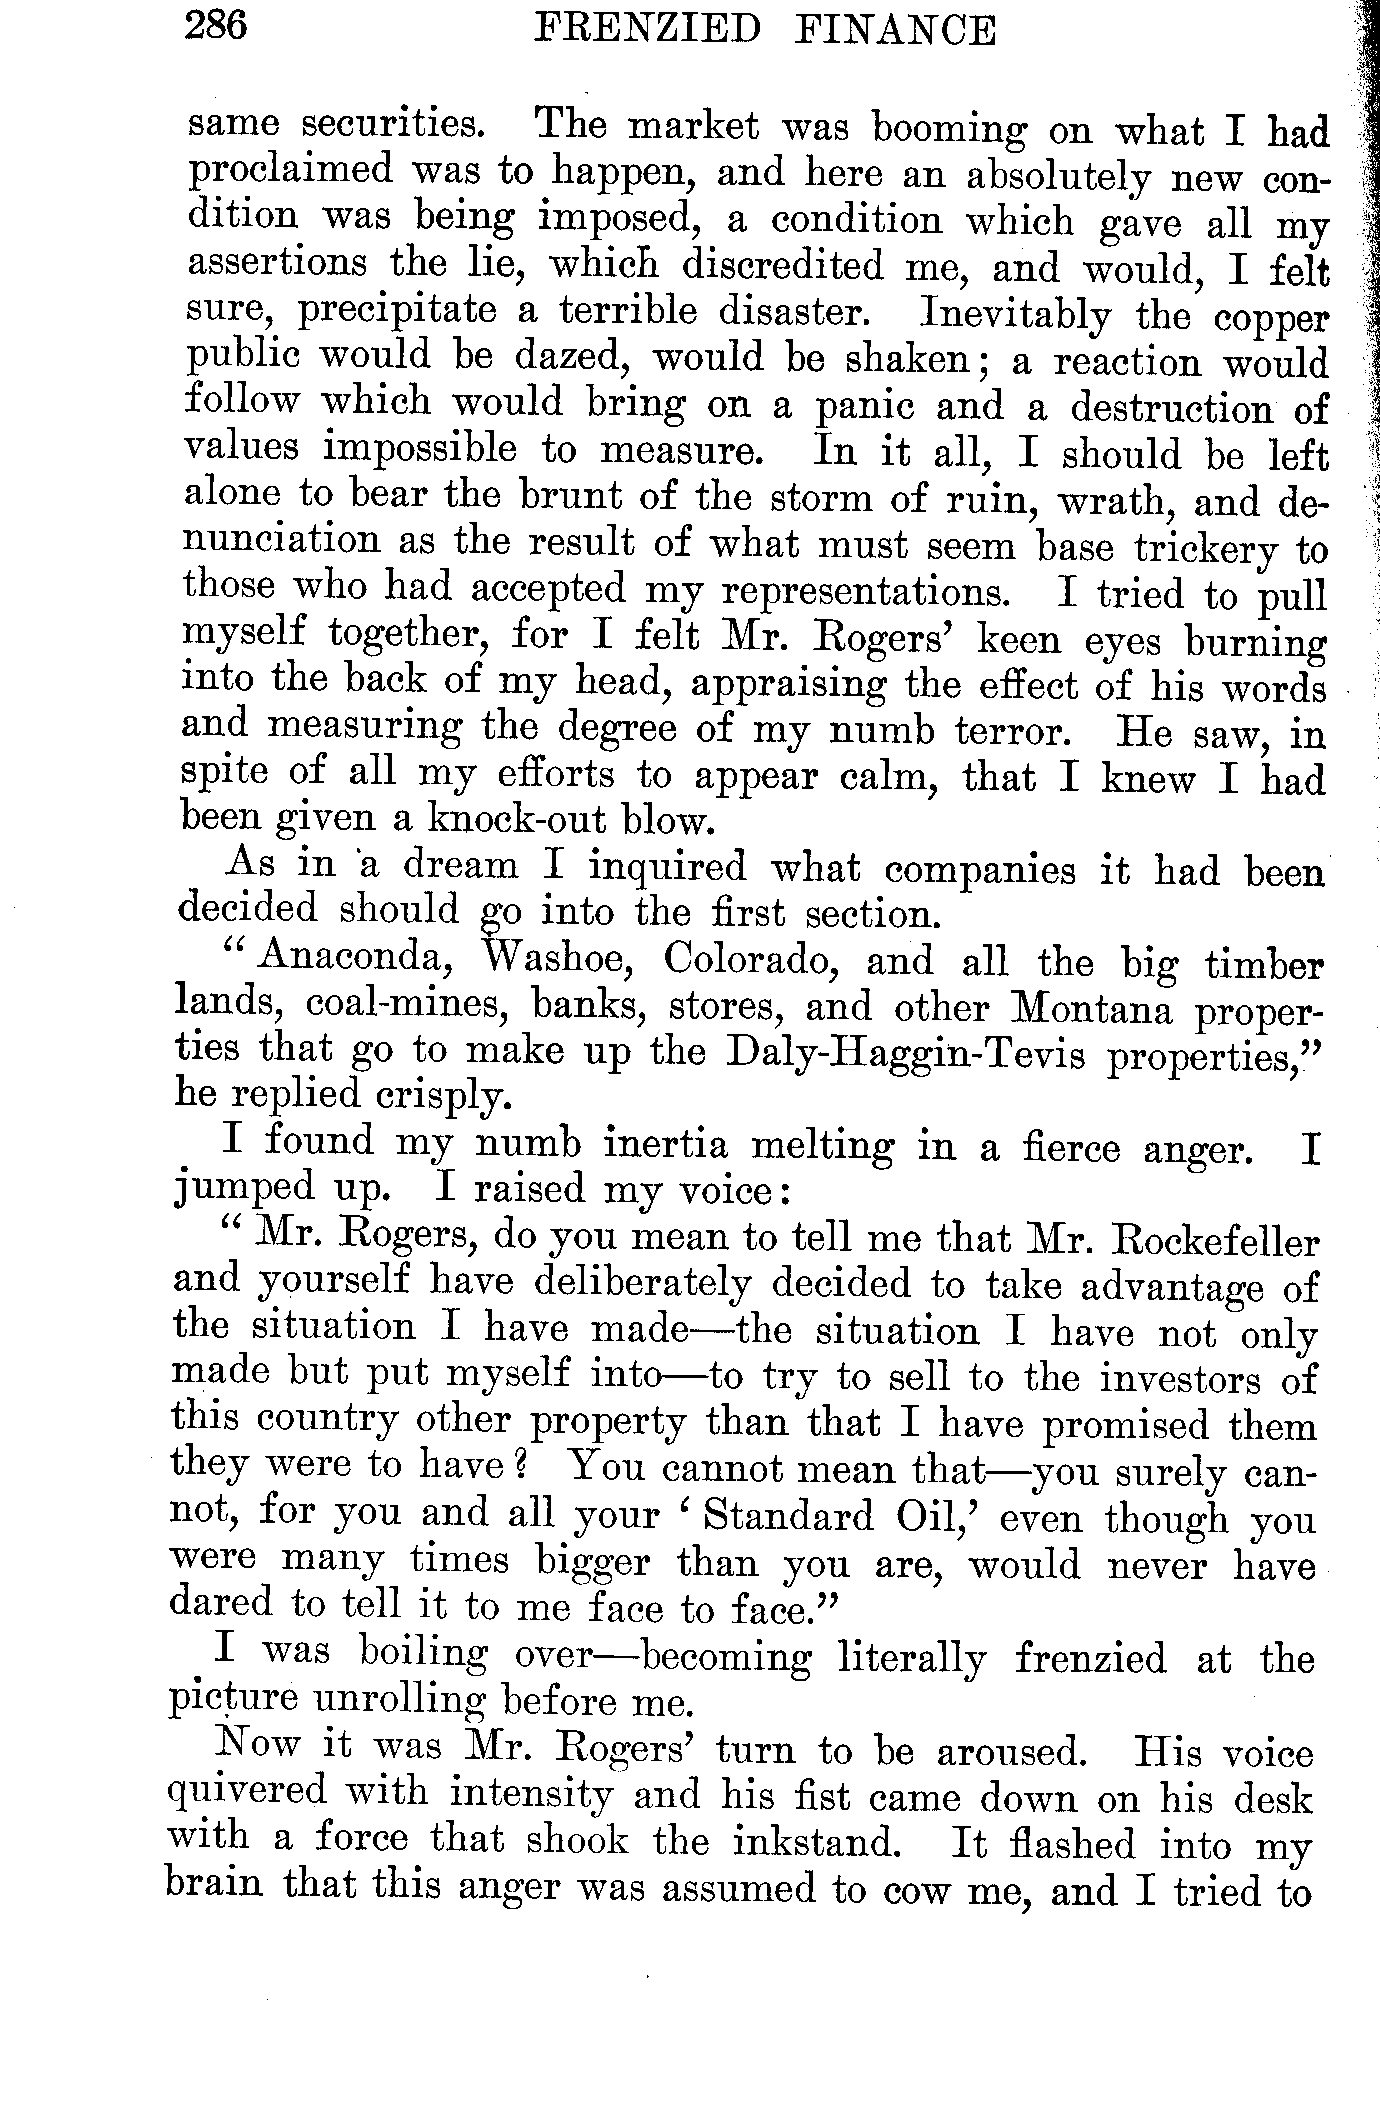 286 FRENZIED FINANCE
same securities. The market was booming on what I had
proclaimed was to happen, and here an absolutely new con-
dition was being imposed, a condition which gave all my
assertions the lie, which discredited me, and would, I felt
sure, precipitate a terrible disaster. Inevitably the copper
public would be dazed, would be shaken; a reaction would
follow which would bring on a panic and a destruction of
values impossible to measure. In it all, I should be left
alone to bear the brunt of the storm of ruin, wrath, and de-
nunciation as the result of what must seem base trickery to
those who had accepted my representations. I tried to pull
myself together, for I felt Mr. Rogers’ keen eyes burning
into the back of my head, appraising the effect of his words
and measuring the degree of my numb terror. He saw, in
spite of all my efforts to appear calm, that I knew I had
been given a knock-out blow.
As in a dream I inquired what companies it had been
decided should go into the first section.
“Anaconda, Washoe, Colorado, and all the big timber
lands, coal-mines, banks, stores, and other Montana proper-
ties that go to make up the Daly-Haggin-Tevis properties,”
he replied crisply.
I found my numb inertia melting in a fierce anger. I
jumped up. I raised my voice:
“Mr. Rogers, do you mean to tell me that Mr. Rockefeller
and yourself have deliberately decided to take advantage of
the situation I have made—the situation I have not only
made but put myself into—to try to sell to the investors of
this country other property than that I have promised them
they were to have? You cannot mean that—you surely can-
not, for you and all your ‘Standard Oil,’ even though you
were many times bigger than you are, would never have
dared to tell it to me face to face.”
I was boiling over—becoming literally frenzied at the
picture unrolling before me.
Now it was Mr. Rogers’ turn to be aroused. His voice
quivered with intensity and his fist came down on his desk
with a force that shook the inkstand. It flashed into my
brain that this anger was assumed to cow me, and I tried to